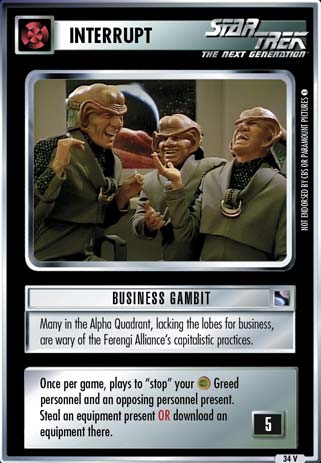 INTERRUPT
STAR TREK
THE NEXT GENERATION
NOT ENDORSED BY CBS OR PARAMOUNT PICTURES 1
BUSINESS GAMBIT
Many in the Alpha Quadrant, lacking the lobes for business,
are wary of the Ferengi Alliance's capitalistic practices.
Once per game, plays to "stop" your Greed
personnel and an opposing personnel present.
Steal an equipment present OR download an
equipment there.
5
34 V